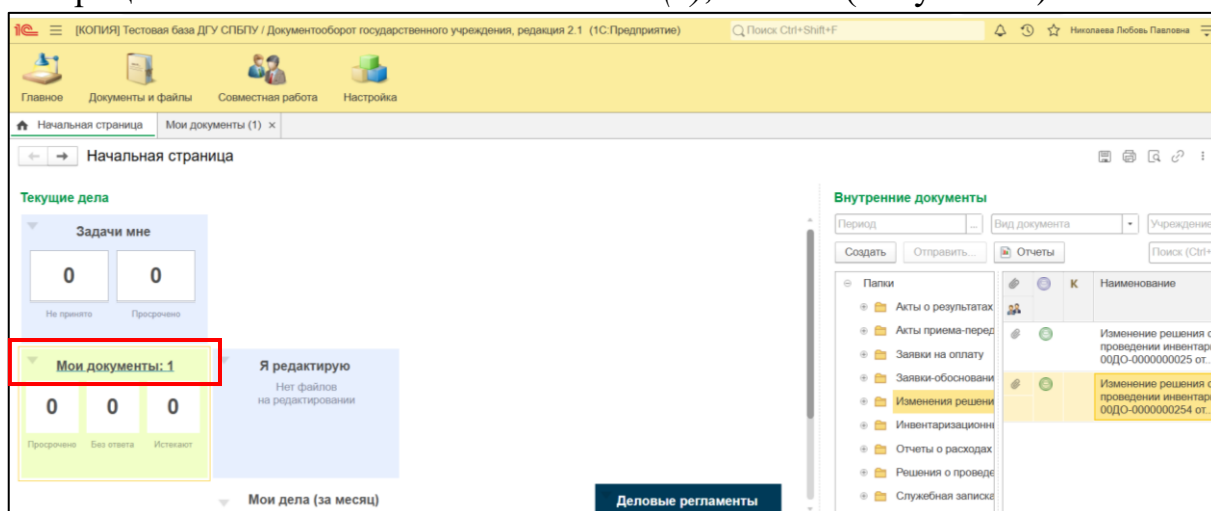 [КОПИЯ] Тестовая база ДГУ СПБПУ / Документооборот государственного учреждения, редакция 2.1 (1С:Предприятие)
Поиск Ctrl+Shift+F
Николаева Любовь Павловна
Главное
Документы и файлы
Совместная работа
Настройка
Начальная страница
Мои документы (1) ×
Начальная страница
Текущие дела
Задачи мне
0 0
Не принято Просрочено
Мои документы: 1
0 0 0
Просрочено Без ответа Истекают
Я редактирую
Нет файлов
на редактировании
Мои дела (за месяц)
Деловые регламенты
Внутренние документы
Период ...
Вид документа
Учреждение
Создать
Отправить...
Отчеты
Поиск (Ctrl+
Папки
Акты о результатах
Акты приема-перед
Заявки на оплату
Заявки-обосновани
Изменения решени
Инвентаризационн
Отчеты о расходах
Решения о проведе
Служебная записка
К
Наименование
Изменение решения о
проведении инвентар
00ДО-0000000025 от..
Изменение решения о
проведении инвентар
00ДО-0000000254 от..